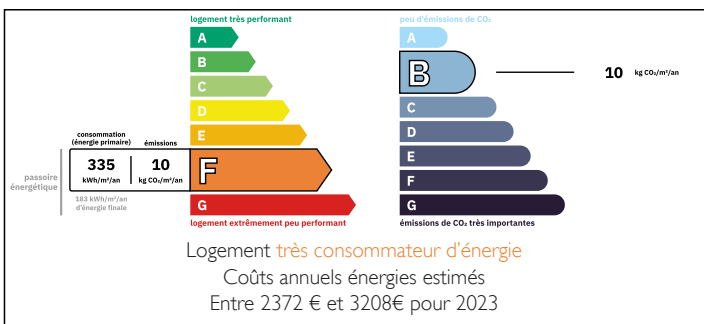 logement très performant
A
B
C
D
E
consommation
(énergie primaire)
émissions
335
10
kWh/m²/an
kg CO₂/m²/an
F
passoire
énergétique
183 kWh/m²/an
d'énergie finale
G
logement extrêmement peu performant
peu d'émissions de CO₂
A
B
10 kg CO₂/m²/an
C
D
E
F
G
émissions de CO₂ très importantes
Logement très consommateur d'énergie
Coûts annuels énergies estimés
Entre 2372 € et 3208€ pour 2023